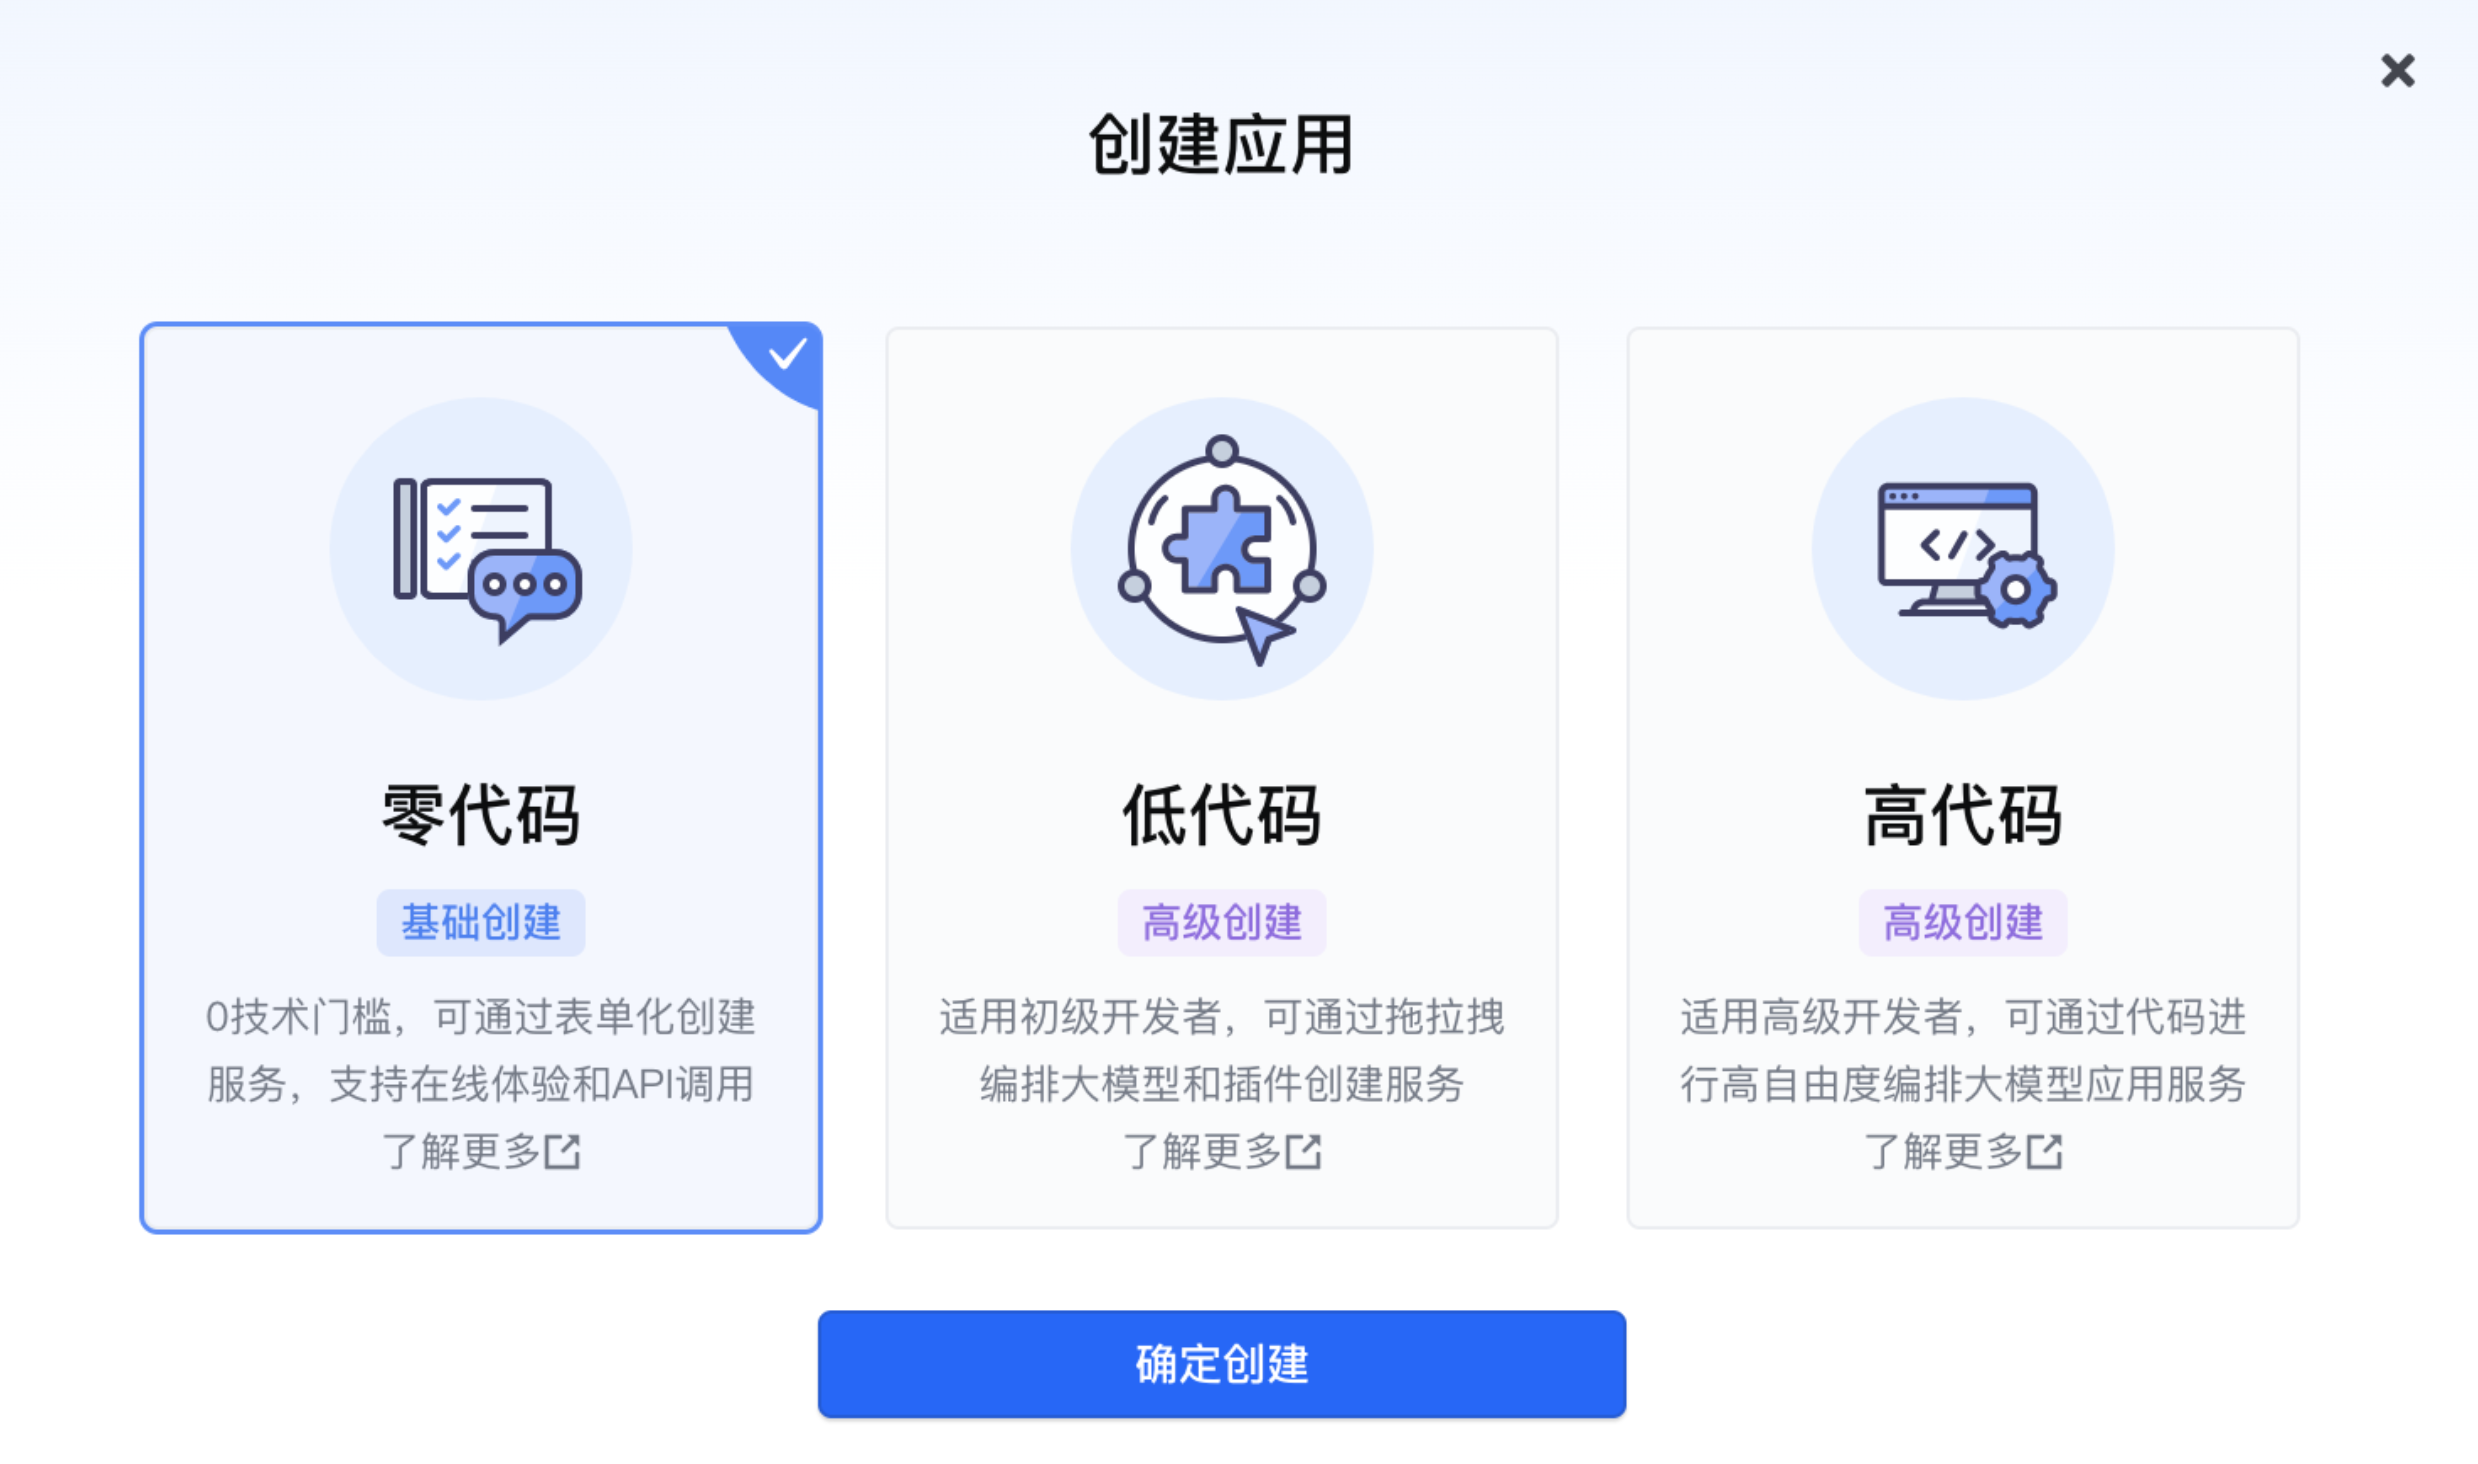 创建应用
零代码
基础创建
0技术门槛，可通过表单化创建
服务，支持在线体验和API调用
了解更多
低代码
高级创建
适用初级开发者，可通过拖拉拽
编排大模型和插件创建服务
了解更多
高代码
高级创建
适用高级开发者，可通过代码进
行高自由度编排大模型应用服务
了解更多
确定创建